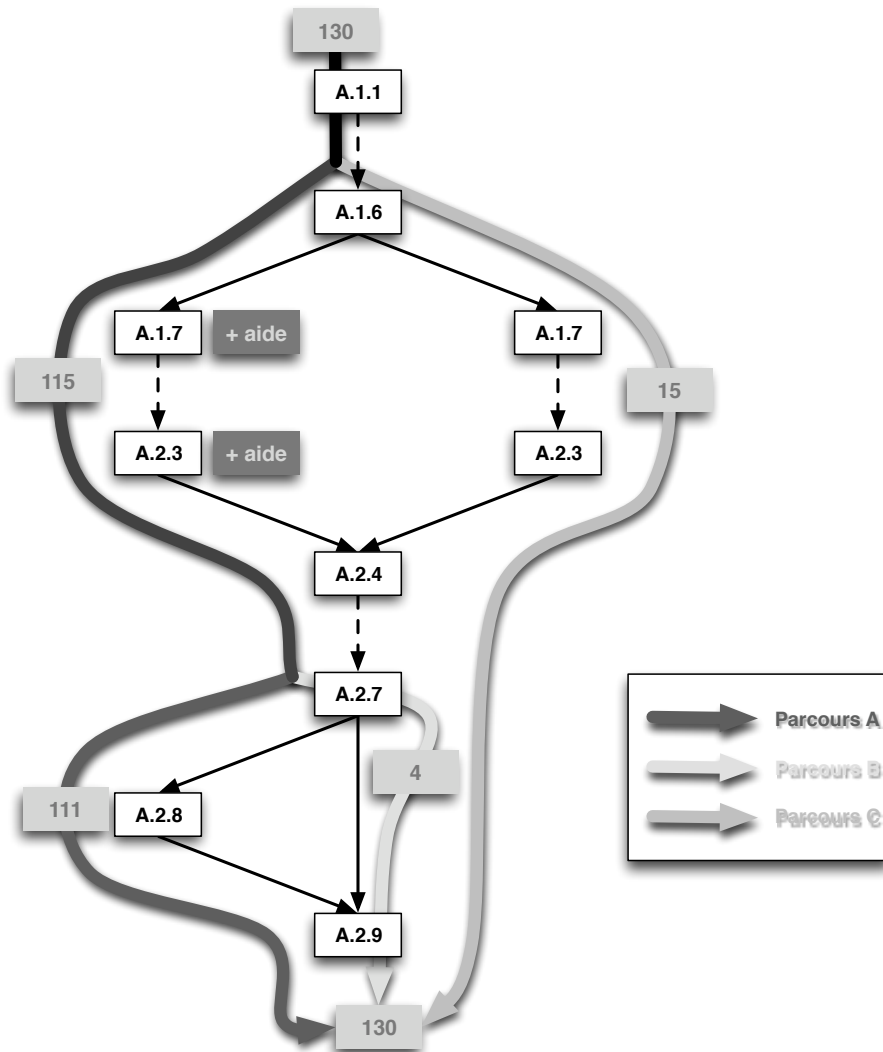 130
A.1.1
A.1.6
A.1.7
+ aide
A.1.7
115
15
A.2.3
+ aide
A.2.3
A.2.4
A.2.7
Parcours A
4
Parcours B
111
A.2.8
Parcours C
A.2.9
130